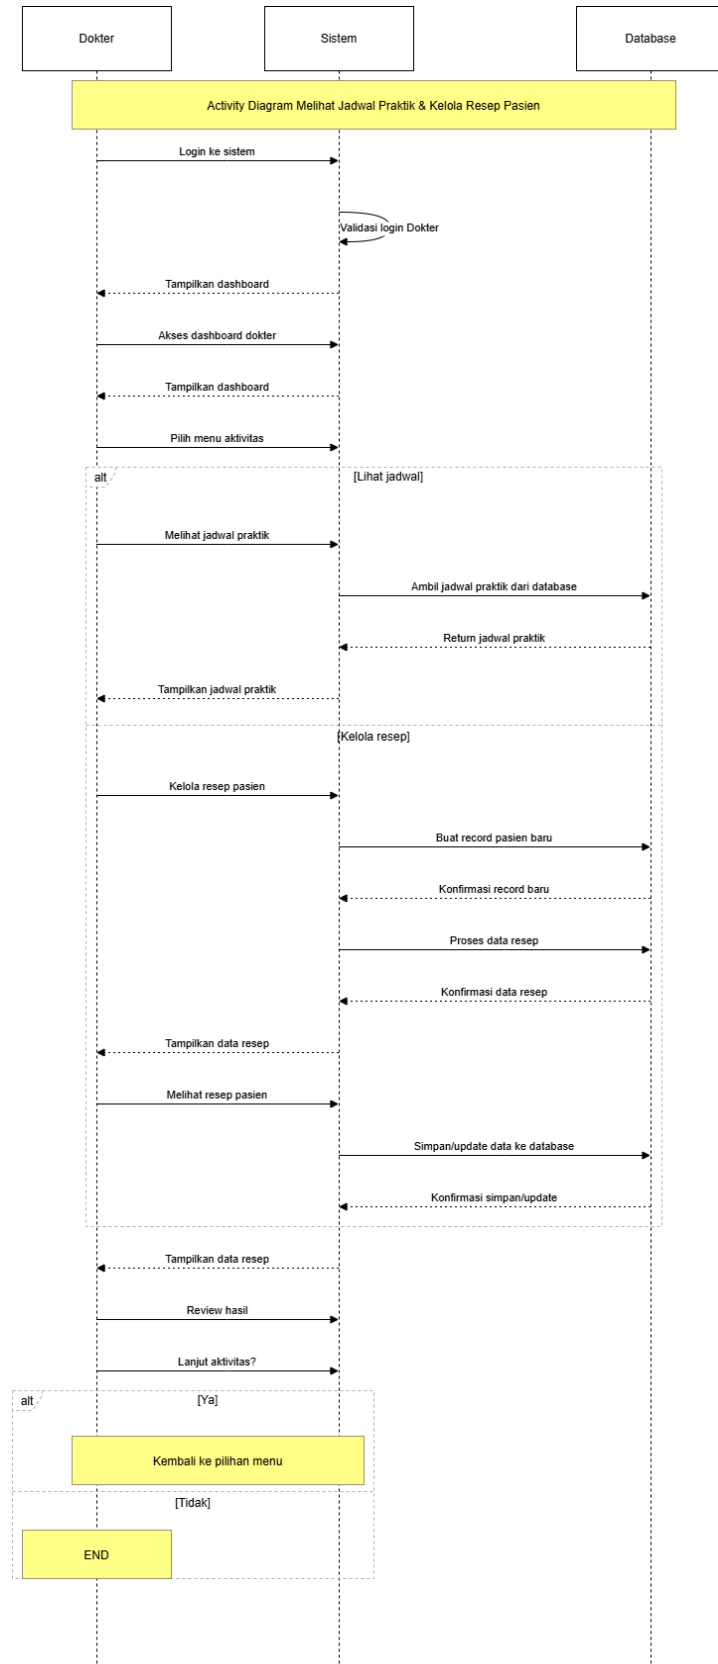 Dokter
Sistem
Database
Activity Diagram Melihat Jadwal Praktik & Kelola Resep Pasien
Login ke sistem
Validasi login Dokter
Tampilkan dashboard
Akses dashboard dokter
Tampilkan dashboard
Pilih menu aktivitas
alt
[Lihat jadwal]
Melihat jadwal praktik
Ambil jadwal praktik dari database
Return jadwal praktik
Tampilkan jadwal praktik
[Kelola resep]
Kelola resep pasien
Buat record pasien baru
Konfirmasi record baru
Proses data resep
Konfirmasi data resep
Tampilkan data resep
Melihat resep pasien
Simpan/update data ke database
Konfirmasi simpan/update
Tampilkan data resep
Review hasil
Lanjut aktivitas?
alt
[Ya]
Kembali ke pilihan menu
[Tidak]
END